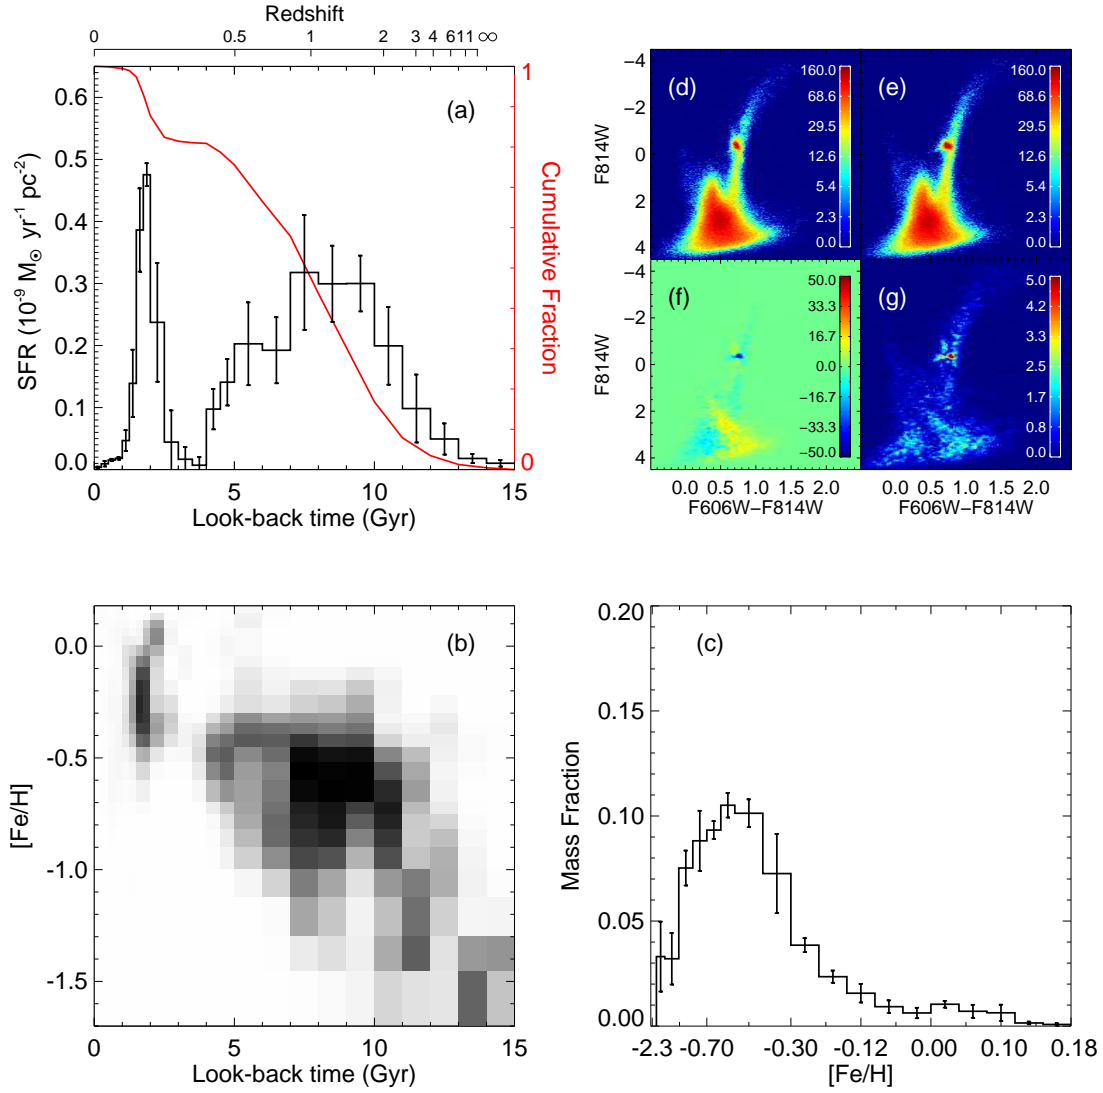 Redshift
0 0.5 1 2 3 4 6 11 ∞
(a)
SFR (10⁻⁹ M☉ yr⁻¹ pc⁻²)
0.6
0.5
0.4
0.3
0.2
0.1
0.0
1
0
Cumulative Fraction
0 5 10 15
Look-back time (Gyr)
(d)
160.0
68.6
29.5
12.6
5.4
2.3
0.0
(e)
160.0
68.6
29.5
12.6
5.4
2.3
0.0
−4
−2
0
2
4
F814W
(f)
50.0
33.3
16.7
0.0
−16.7
−33.3
−50.0
(g)
5.0
4.2
3.3
2.5
1.7
0.8
0.0
−4
−2
0
2
4
F814W
0.0 0.5 1.0 1.5 2.0
F606W−F814W
0.0 0.5 1.0 1.5 2.0
F606W−F814W
(b)
0.0
-0.5
-1.0
-1.5
[Fe/H]
0 5 10 15
Look-back time (Gyr)
(c)
0.20
0.15
0.10
0.05
0.00
Mass Fraction
-2.3 -0.70 -0.30 -0.12 0.00 0.10 0.18
[Fe/H]